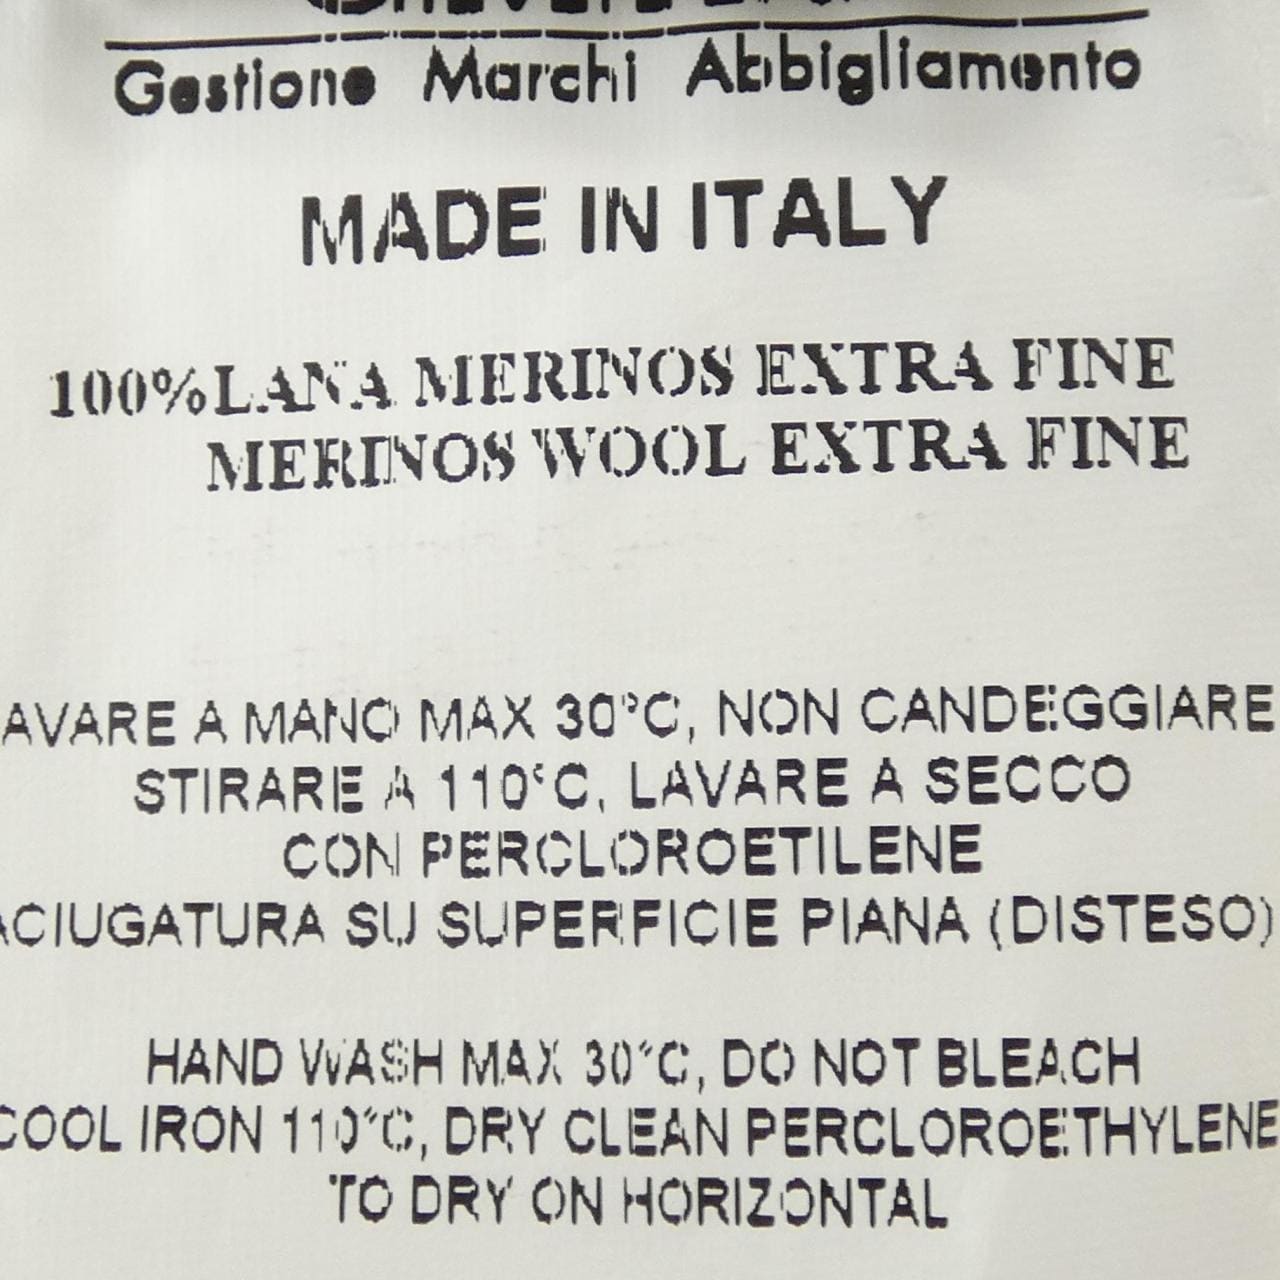 Gestione Marchi Abbigliamento
MADE IN ITALY
100%LANA MERINOS EXTRA FINE
MERINOS WOOL EXTRA FINE
AVARE A MANO MAX 30°C, NON CANDEGGIARE
STIRARE A 110°C, LAVARE A SECCO
CON PERCLOROETILENE
ACIUGATURA SU SUPERFICIE PIANA (DISTESO)
HAND WASH MAX 30°C, DO NOT BLEACH
COOL IRON 110°C, DRY CLEAN PERCLOROETHYLENE
TO DRY ON HORIZONTAL